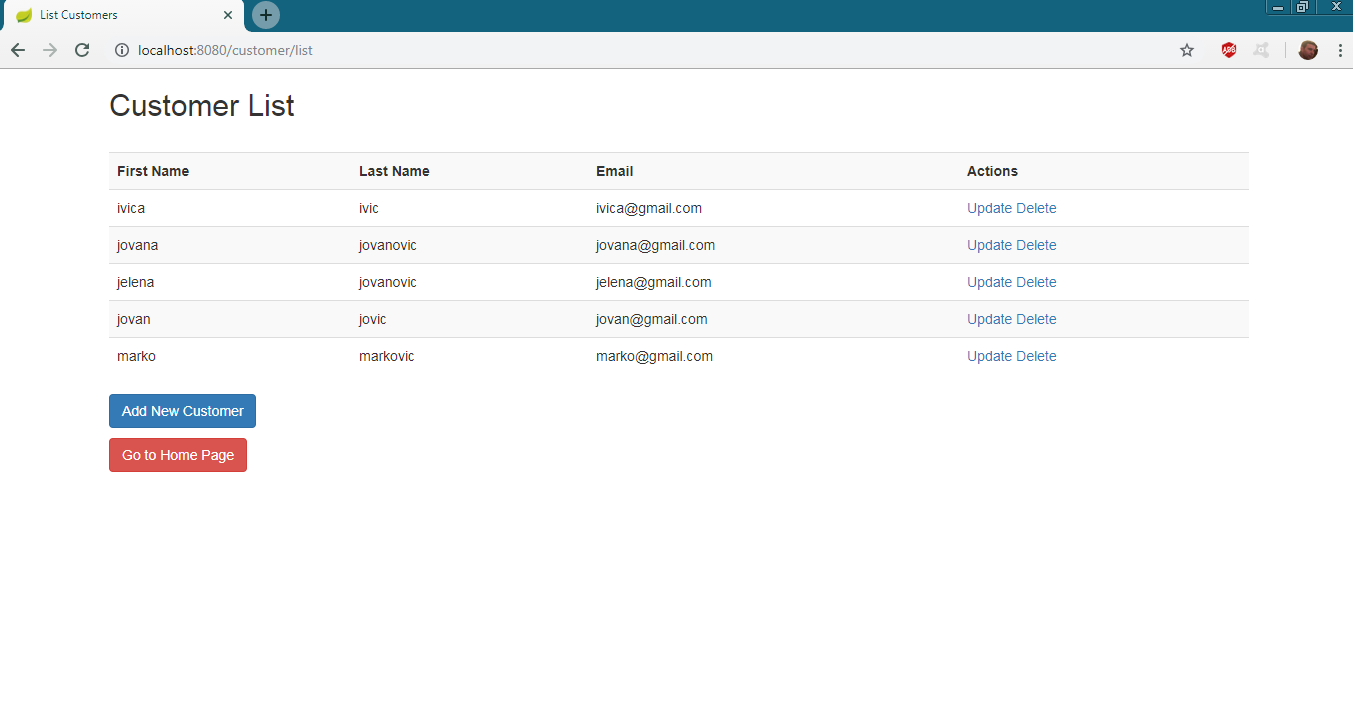 List Customers
localhost:8080/customer/list
ABP
Customer List
First Name Last Name Email Actions
ivica ivic ivica@gmail.com Update Delete
jovana jovanovic jovana@gmail.com Update Delete
jelena jovanovic jelena@gmail.com Update Delete
jovan jovic jovan@gmail.com Update Delete
marko markovic marko@gmail.com Update Delete
Add New Customer
Go to Home Page